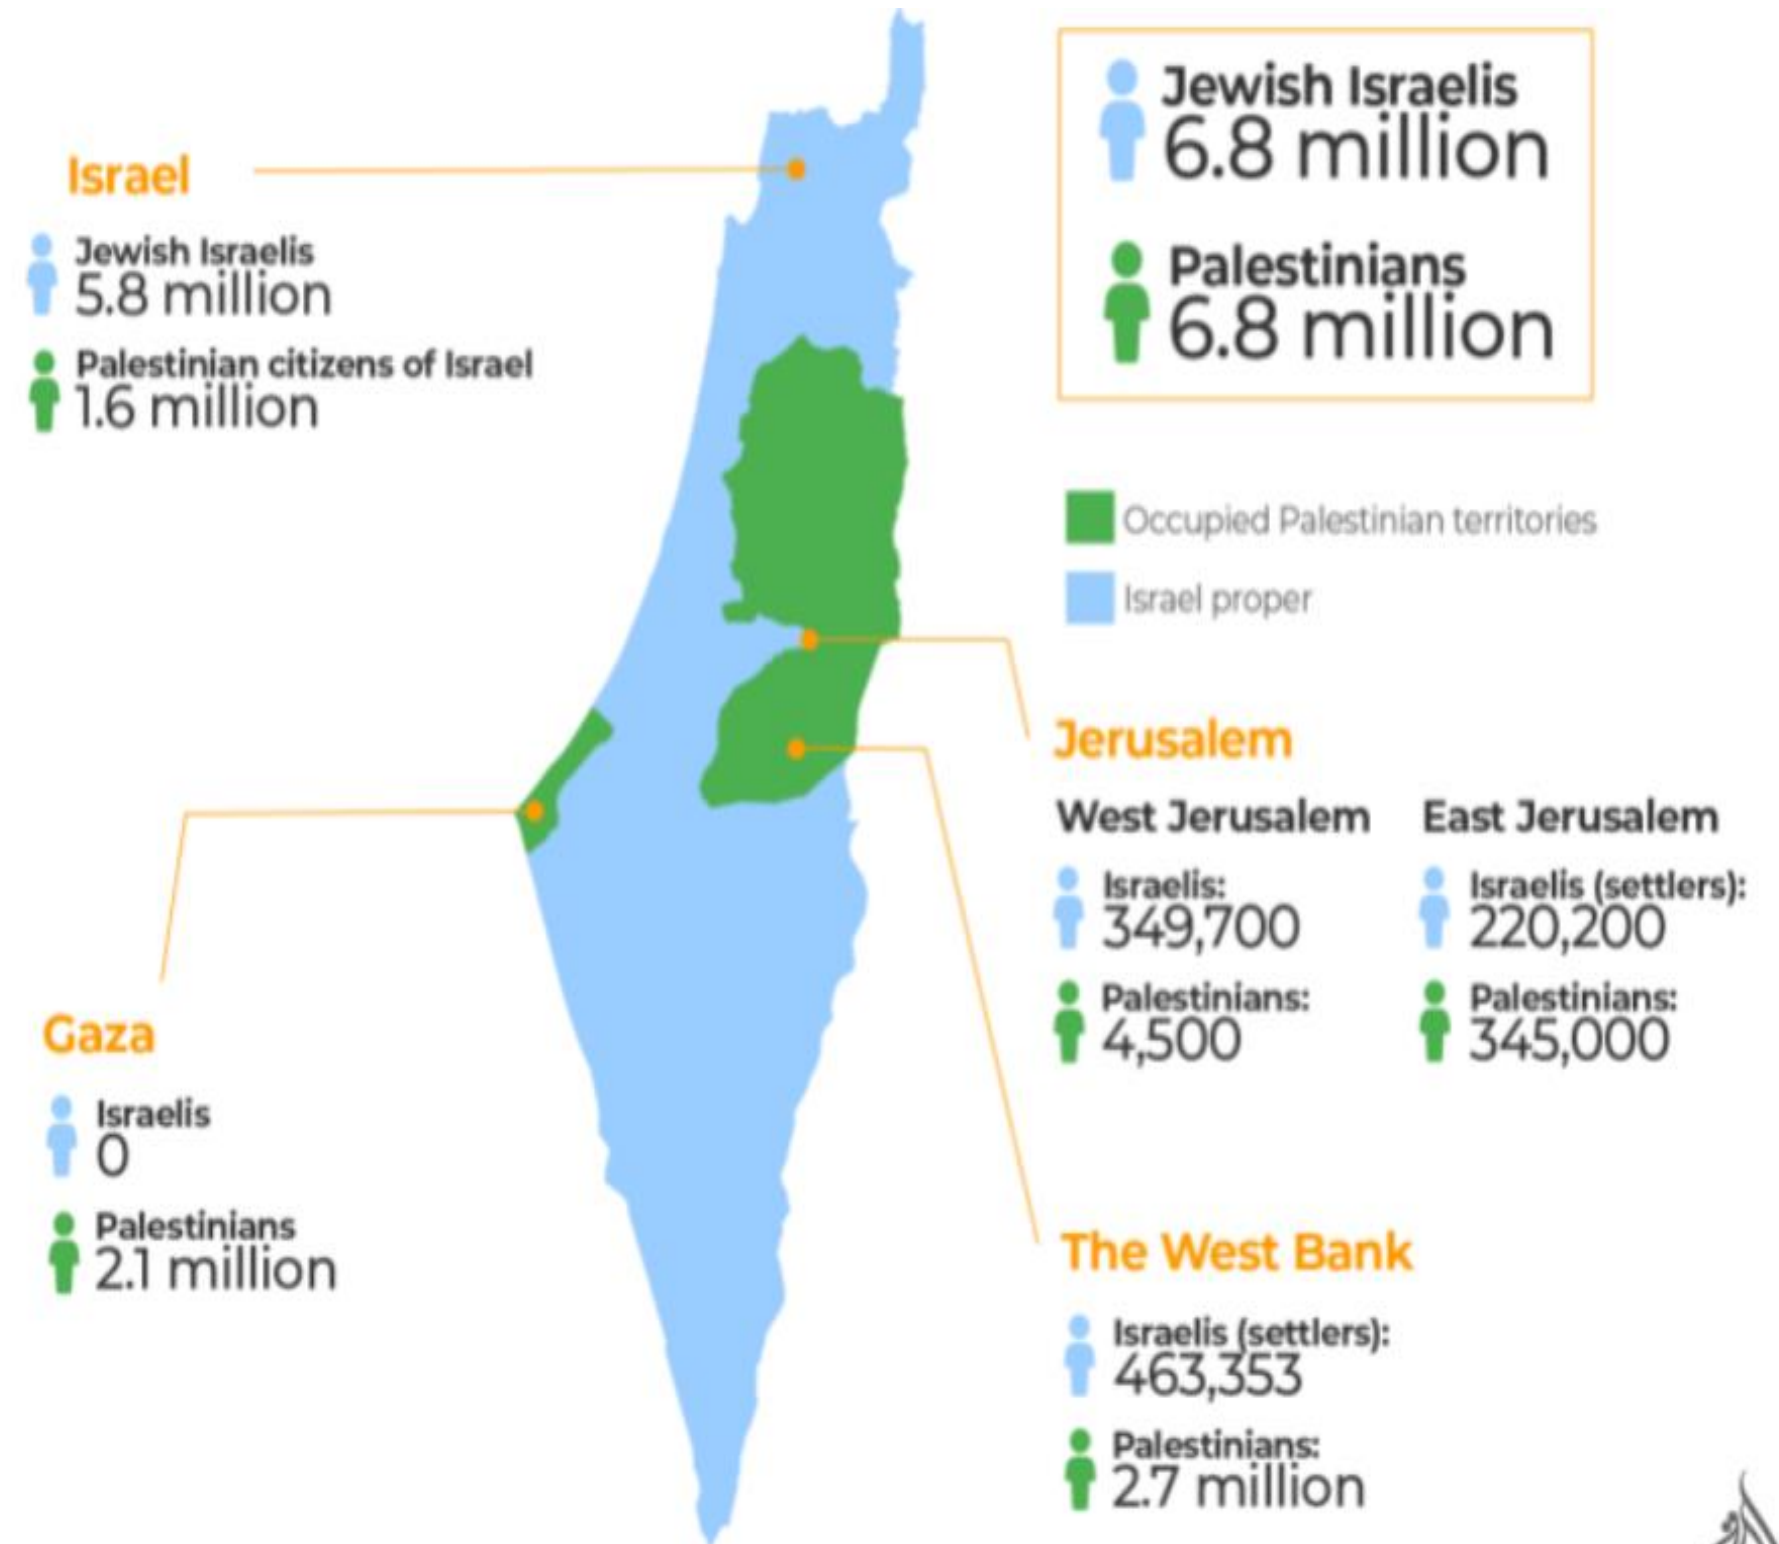 Israel
Jewish Israelis
5.8 million
Palestinian citizens of Israel
1.6 million
Jewish Israelis
6.8 million
Palestinians
6.8 million
Occupied Palestinian territories
Israel proper
Jerusalem
West Jerusalem
Israelis:
349,700
Palestinians:
4,500
East Jerusalem
Israelis (settlers):
220,200
Palestinians:
345,000
Gaza
Israelis
0
Palestinians
2.1 million
The West Bank
Israelis (settlers):
463,353
Palestinians:
2.7 million